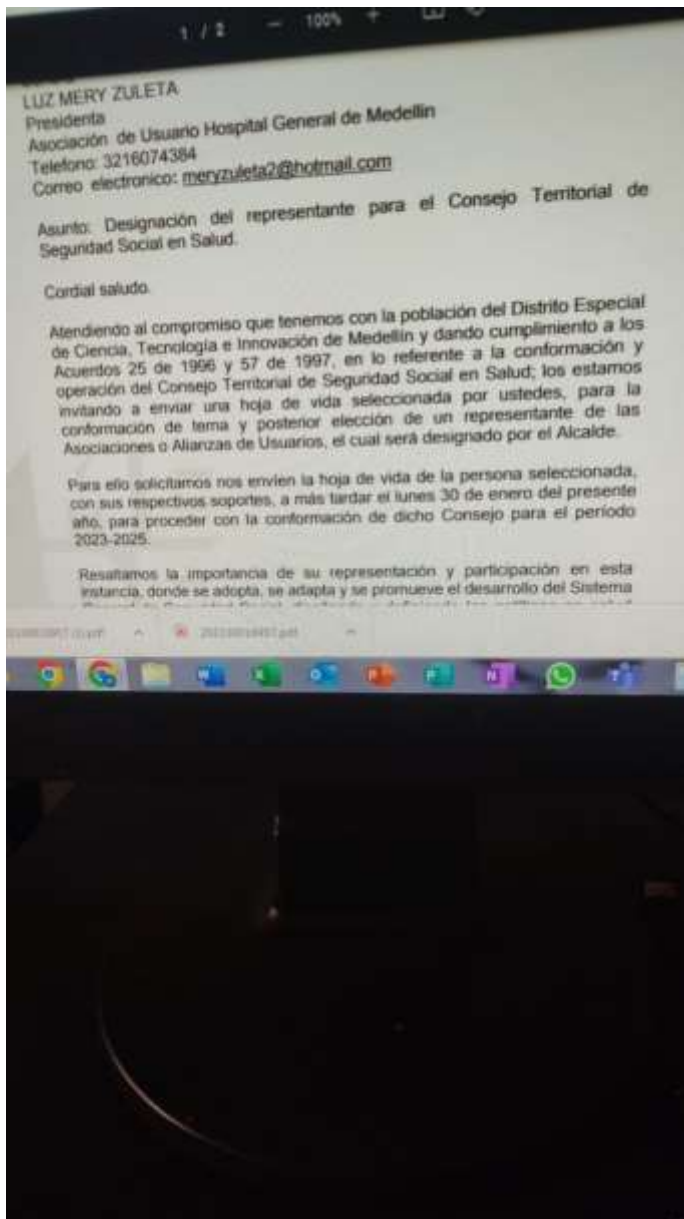 1 / 2 — 100% +
LUZ MERY ZULETA
Presidenta
Asociación de Usuario Hospital General de Medellin
Telefono: 3216074384
Correo electronico: meryzuleta2@hotmail.com
Asunto: Designación del representante para el Consejo Territorial de
Seguridad Social en Salud.
Cordial saludo.
Atendiendo al compromiso que tenemos con la población del Distrito Especial
de Ciencia, Tecnología e Innovación de Medellín y dando cumplimiento a los
Acuerdos 25 de 1996 y 57 de 1997, en lo referente a la conformación y
operación del Consejo Territorial de Seguridad Social en Salud; los estamos
invitando a enviar una hoja de vida seleccionada por ustedes, para la
conformación de terna y posterior elección de un representante de las
Asociaciones o Alianzas de Usuarios, el cual será designado por el Alcalde.
Para ello solicitamos nos envíen la hoja de vida de la persona seleccionada,
con sus respectivos soportes, a más tardar el lunes 30 de enero del presente
año, para proceder con la conformación de dicho Consejo para el período
2023-2025.
Resaltamos la importancia de su representación y participación en esta
instancia, donde se adopta, se adapta y se promueve el desarrollo del Sistema